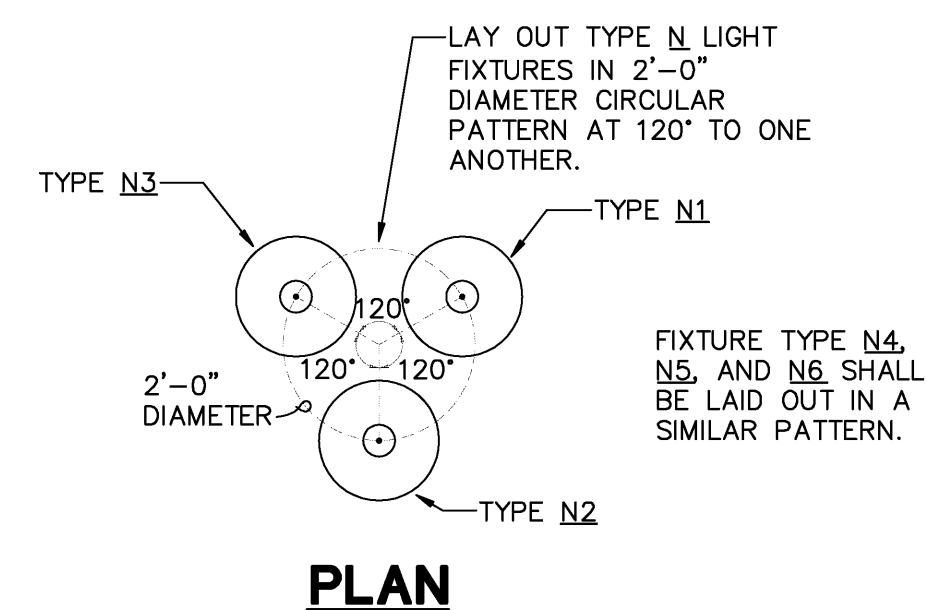 LAY OUT TYPE N LIGHT
FIXTURES IN 2'-0"
DIAMETER CIRCULAR
PATTERN AT 120° TO ONE
ANOTHER.
TYPE N3
TYPE N1
120°
120°
120°
2'-0"
DIAMETER
FIXTURE TYPE N4,
N5, AND N6 SHALL
BE LAID OUT IN A
SIMILAR PATTERN.
TYPE N2
PLAN